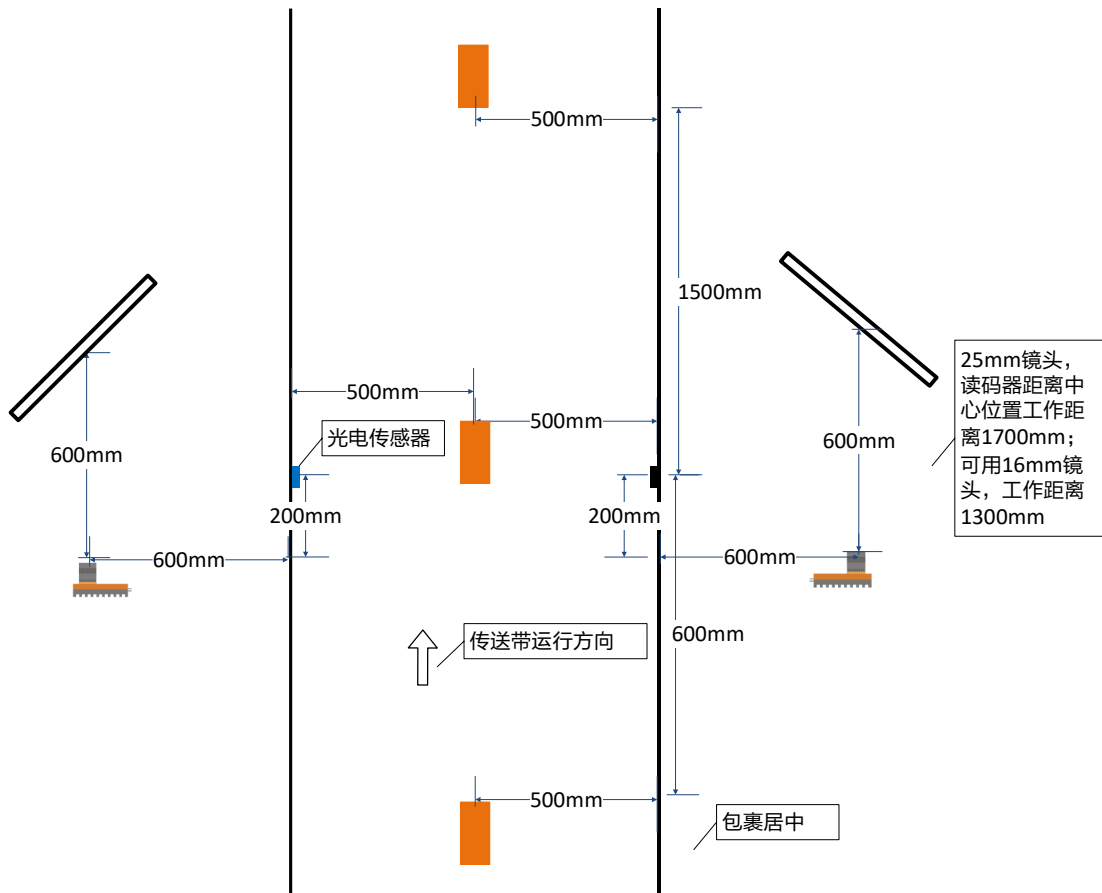 500mm
1500mm
500mm
500mm
光电传感器
600mm
600mm
25mm镜头，
读码器距离中
心位置工作距
离1700mm；
可用16mm镜
头，工作距离
1300mm
200mm
200mm
600mm
600mm
传送带运行方向
600mm
500mm
包裹居中